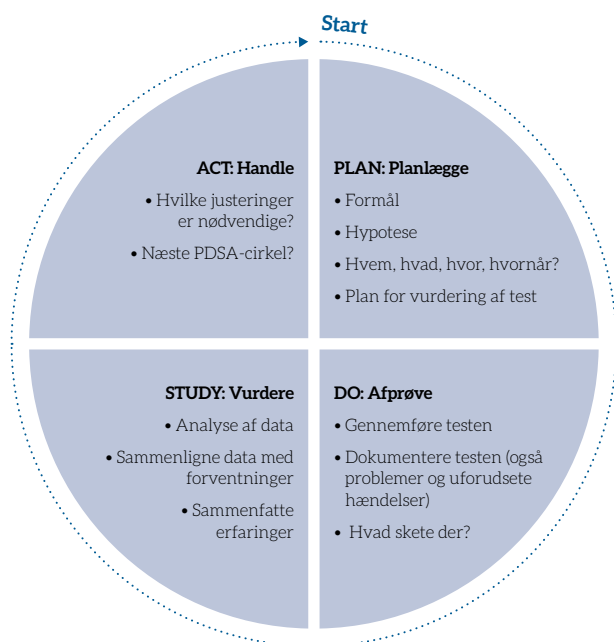 Start
ACT: Handle
• Hvilke justeringer
er nødvendige?
• Næste PDSA-cirkel?
PLAN: Planlægge
• Formål
• Hypotese
• Hvem, hvad, hvor, hvornår?
• Plan for vurdering af test
STUDY: Vurdere
• Analyse af data
• Sammenligne data med
forventninger
• Sammenfatte
erfaringer
DO: Afprøve
• Gennemføre testen
• Dokumentere testen (også
problemer og uforudsete
hændelser)
• Hvad skete der?